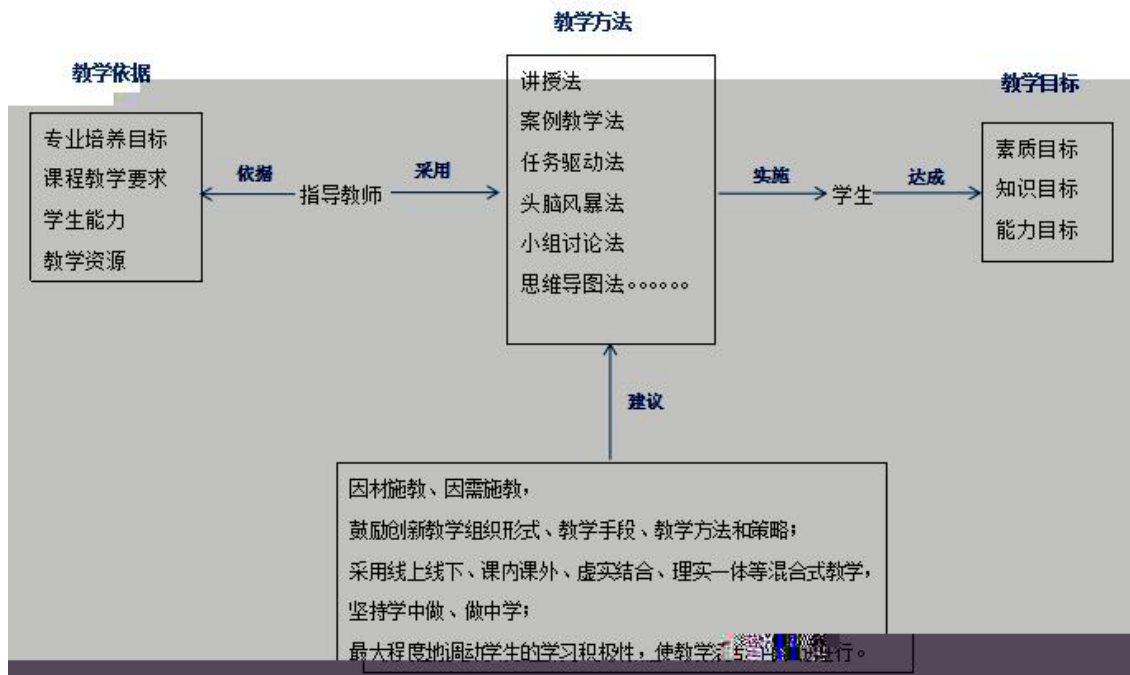 教学方法
教学依据
教学目标
专业培养目标
课程教学要求
学生能力
教学资源
依据
指导教师
采用
讲授法
案例教学法
任务驱动法
头脑风暴法
小组讨论法
思维导图法。。。。。。
实施
学生
达成
素质目标
知识目标
能力目标
建议
因材施教、因需施教，
鼓励创新教学组织形式、教学手段、教学方法和策略；
采用线上线下、课内课外、虚实结合、理实一体等混合式教学，
坚持学中做、做中学；
最大程度地调动学生的学习积极性，使教学 行。